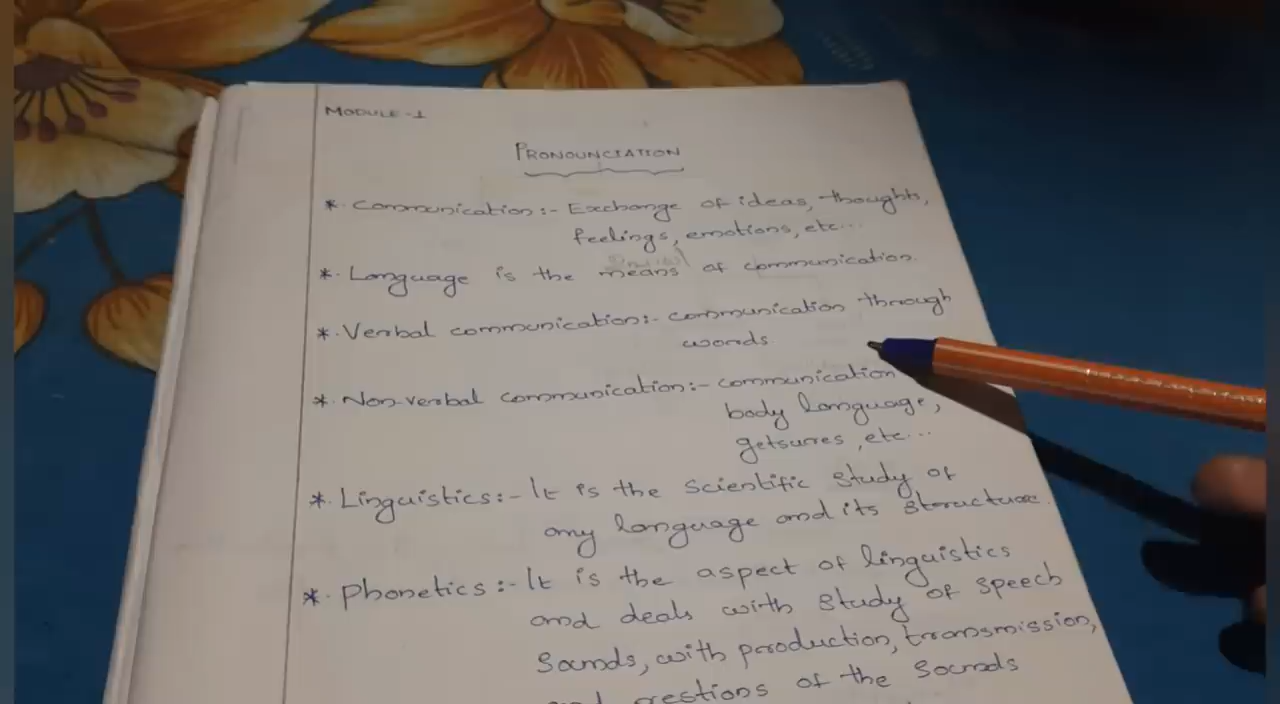 MODULE-1
PRONOUNCIATION
*. Communication:- Exchange of ideas, thoughts,
feelings, emotions, etc...
*. Language is the means of communication.
*. Verbal communication:- communication through
words.
*. Non-verbal communication:- communication
body language,
getsures, etc...
*. Linguistics:- It is the scientific study of
any language and its structure.
*. Phonetics:- It is the aspect of linguistics
and deals with study of speech
sounds, with production, transmission,
of the sounds